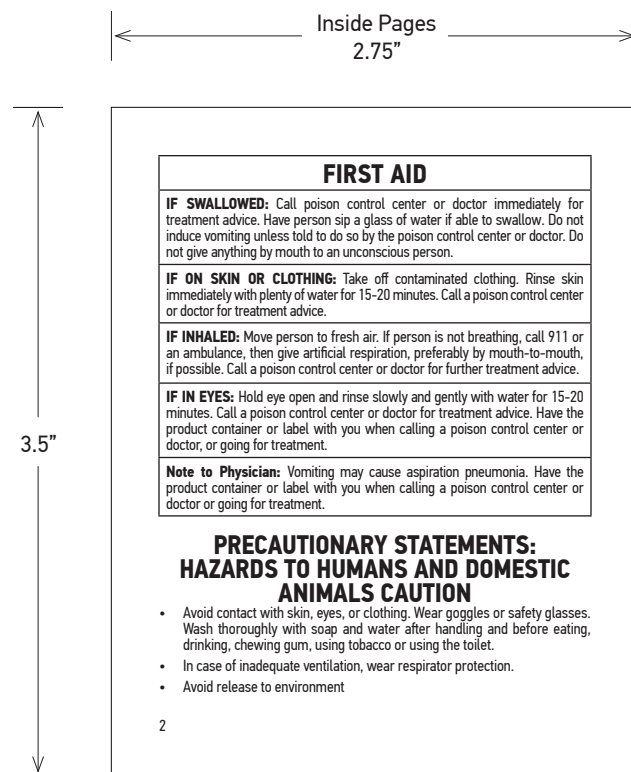 Inside Pages
2.75”
3.5”
FIRST AID
IF SWALLOWED: Call poison control center or doctor immediately for
treatment advice. Have person sip a glass of water if able to swallow. Do not
induce vomiting unless told to do so by the poison control center or doctor. Do
not give anything by mouth to an unconscious person.
IF ON SKIN OR CLOTHING: Take off contaminated clothing. Rinse skin
immediately with plenty of water for 15-20 minutes. Call a poison control center
or doctor for treatment advice.
IF INHALED: Move person to fresh air. If person is not breathing, call 911 or
an ambulance, then give artificial respiration, preferably by mouth-to-mouth,
if possible. Call a poison control center or doctor for further treatment advice.
IF IN EYES: Hold eye open and rinse slowly and gently with water for 15-20
minutes. Call a poison control center or doctor for treatment advice. Have the
product container or label with you when calling a poison control center or
doctor, or going for treatment.
Note to Physician: Vomiting may cause aspiration pneumonia. Have the
product container or label with you when calling a poison control center or
doctor or going for treatment.
PRECAUTIONARY STATEMENTS:
HAZARDS TO HUMANS AND DOMESTIC
ANIMALS CAUTION
• Avoid contact with skin, eyes, or clothing. Wear goggles or safety glasses.
Wash thoroughly with soap and water after handling and before eating,
drinking, chewing gum, using tobacco or using the toilet.
• In case of inadequate ventilation, wear respirator protection.
• Avoid release to environment
2